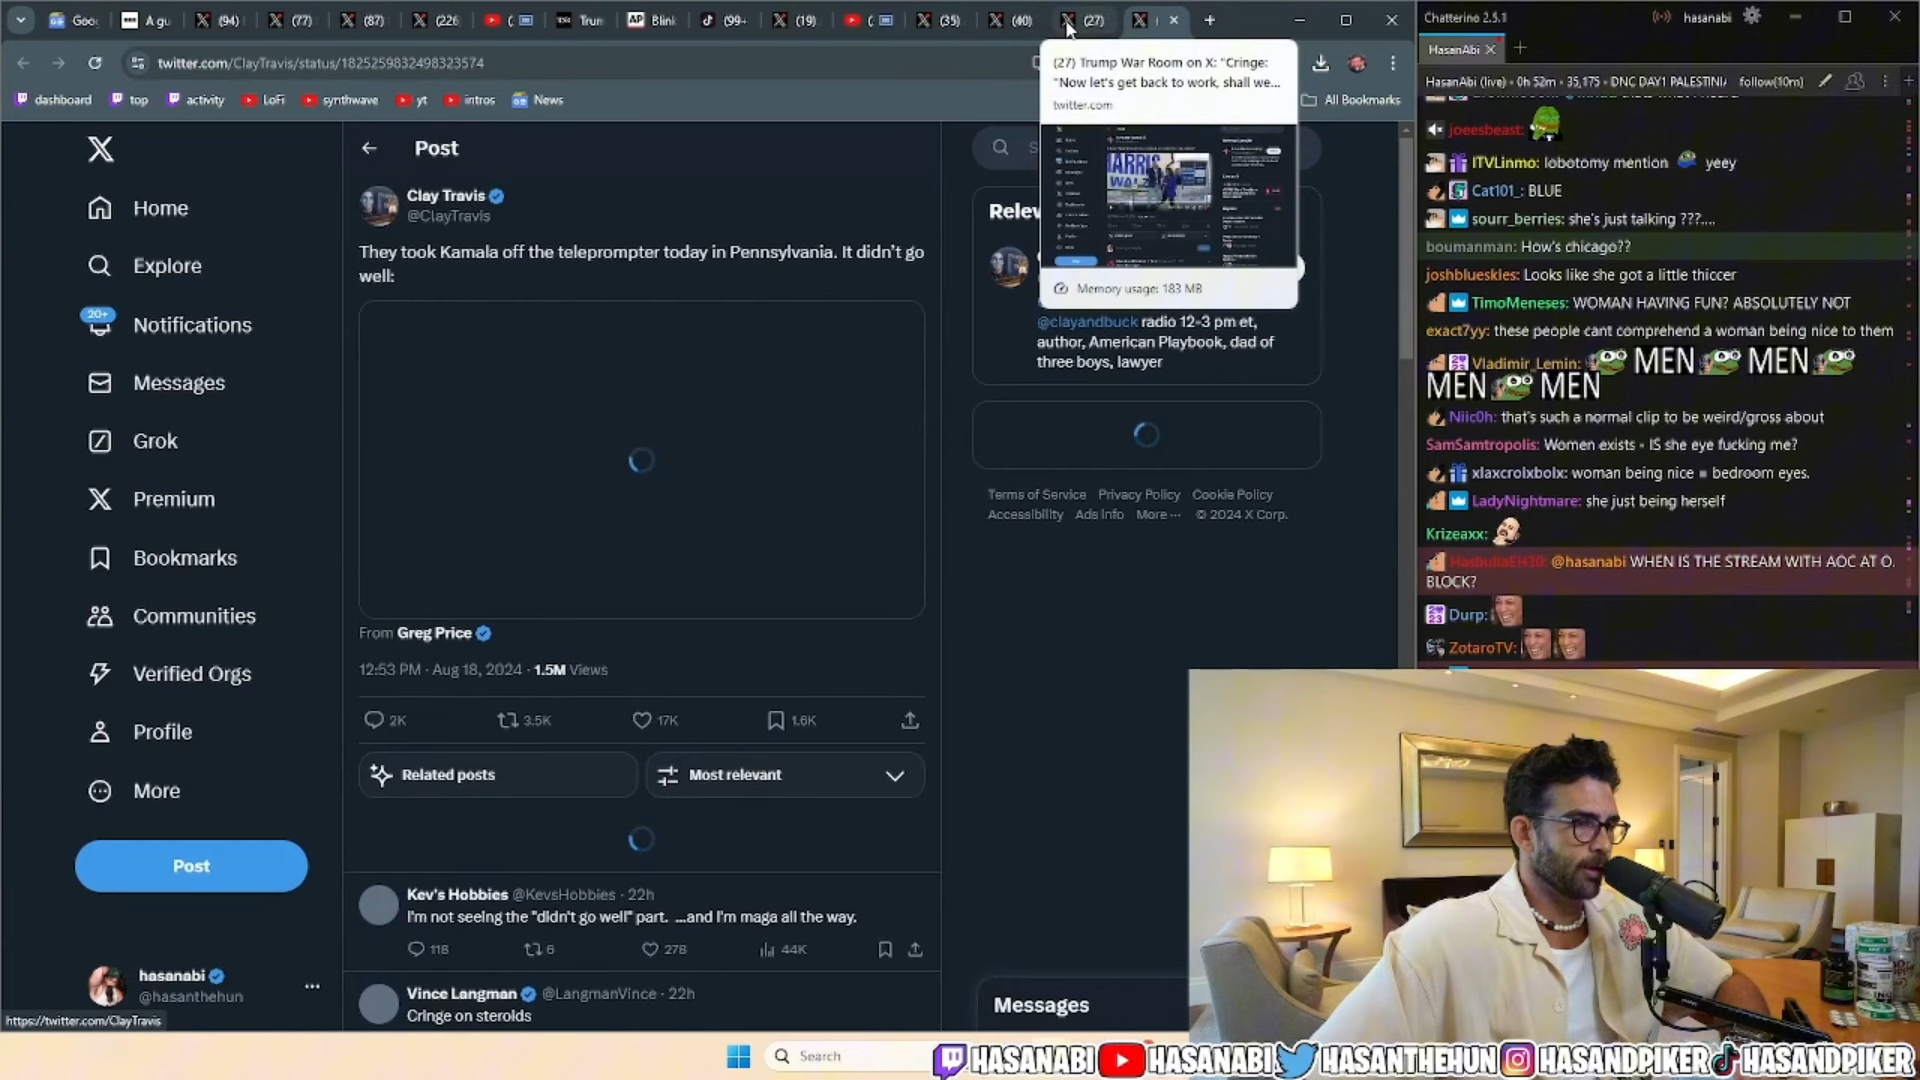 Goog
A gu
(94)
(77)
(87)
(226
(
Trum
AP
Blink
(99+
(19)
(
(35)
(40)
(27)
twitter.com/ClayTravis/status/1825259832498323574
dashboard
top
activity
LoFi
synthwave
yt
intros
News
All Bookmarks
(27) Trump War Room on X: "Cringe:
"Now let's get back to work, shall we...
twitter.com
HARRIS
WALZ
Memory usage: 183 MB
Home
Explore
20+
Notifications
Messages
Grok
Premium
Bookmarks
Communities
Verified Orgs
Profile
More
Post
hasanabi
@hasanthehun
https://twitter.com/ClayTravis
Post
Clay Travis
@ClayTravis
They took Kamala off the teleprompter today in Pennsylvania. It didn't go
well:
From Greg Price
12:53 PM · Aug 18, 2024 · 1.5M Views
2K
3.5K
17K
1.6K
Related posts
Most relevant
Kev's Hobbies @KevsHobbies · 22h
I'm not seeing the "didn't go well" part. ...and I'm maga all the way.
118
6
278
44K
Vince Langman @LangmanVince · 22h
Cringe on steroids
S
Relev
@clayandbuck radio 12-3 pm et,
author, American Playbook, dad of
three boys, lawyer
Terms of Service Privacy Policy Cookie Policy
Accessibility Ads info More ··· © 2024 X Corp.
Messages
Search
Chatterino 2.5.1
hasanabi
HasanAbi
HasanAbi (live) - 0h 52m - 35,175 - DNC DAY1 PALESTINI
follow(10m)
joeesbeast:
ITVLinmo: lobotomy mention yeey
Cat101_: BLUE
sourr_berries: she's just talking ???....
boumanman: How's chicago??
joshblueskles: Looks like she got a little thiccer
TimoMeneses: WOMAN HAVING FUN? ABSOLUTELY NOT
exact7yy: these people cant comprehend a woman being nice to them
Vladimir_Lemin: MEN MEN
MEN MEN
Niic0h: that's such a normal clip to be weird/gross about
SamSamtropolis: Women exists - IS she eye fucking me?
xlaxcrolxbolx: woman being nice = bedroom eyes.
LadyNightmare: she just being herself
Krizeaxx:
HasbullaEH30: @hasanabi WHEN IS THE STREAM WITH AOC AT O.
BLOCK?
Durp:
ZotaroTV:
HASANABI
HASANABI
HASANTHEHUN
HASANDPIKER
HASANDPIKER